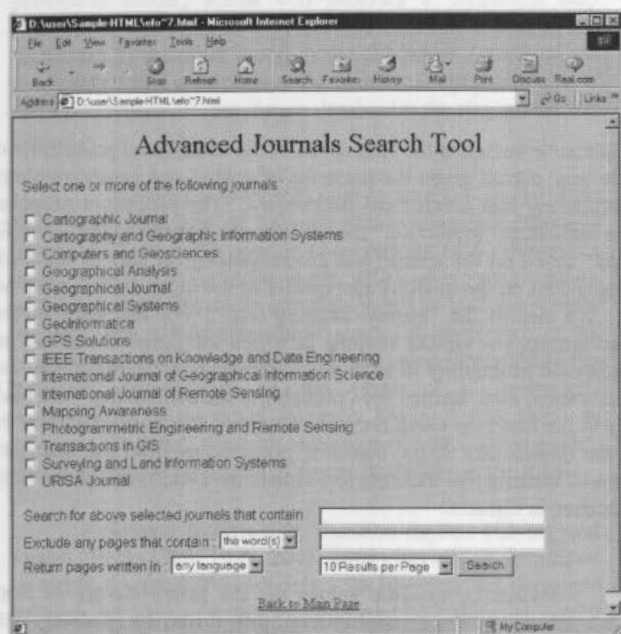 D:\user\Sample-HTML\efo~7.html - Microsoft Internet Explorer
File Edit View Favorites Tools Help
Back Stop Refresh Home Search Favorites History Mail Print Discuss Real.com
Address D:\user\Sample-HTML\efo~7.html Go Links »
Advanced Journals Search Tool
Select one or more of the following journals :
Cartographic Journal
Cartography and Geographic Information Systems
Computers and Geosciences
Geographical Analysis
Geographical Journal
Geographical Systems
GeoInformatica
GPS Solutions
IEEE Transactions on Knowledge and Data Engineering
International Journal of Geographical Information Science
International Journal of Remote Sensing
Mapping Awareness
Photogrammetric Engineering and Remote Sensing
Transactions in GIS
Surveying and Land Information Systems
URISA Journal
Search for above selected journals that contain :
Exclude any pages that contain : the word(s)
Return pages written in : any language 10 Results per Page Search
Back to Main Page
My Computer